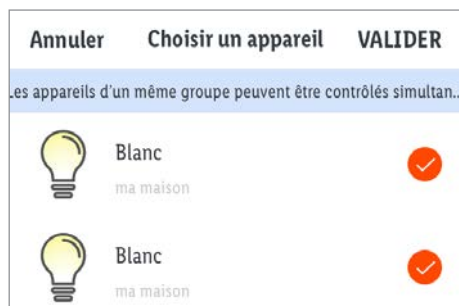 Annuler Choisir un appareil VALIDER
Les appareils d'un même groupe peuvent être contrôlés simultan...
Blanc
ma maison
Blanc
ma maison